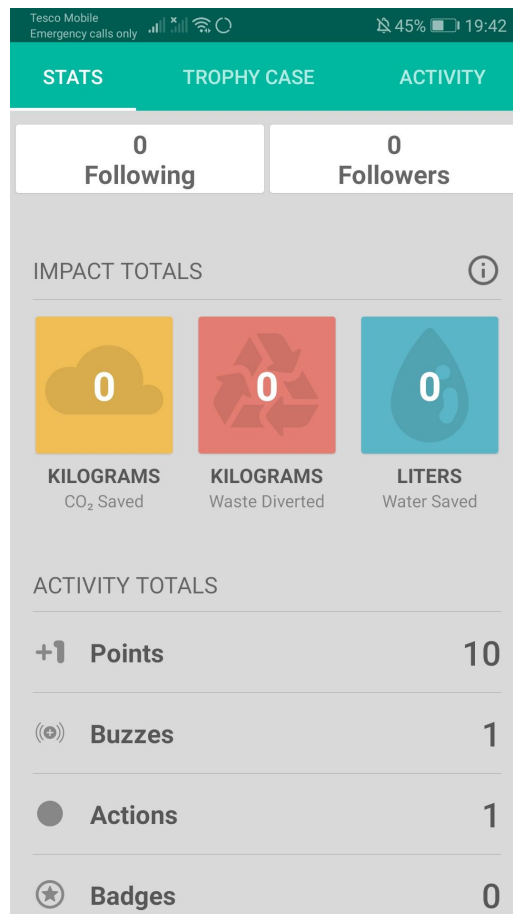 Tesco Mobile
Emergency calls only
45% 19:42
STATS TROPHY CASE ACTIVITY
0 0
Following Followers
IMPACT TOTALS
0 0 0
KILOGRAMS KILOGRAMS LITERS
CO₂ Saved Waste Diverted Water Saved
ACTIVITY TOTALS
+1 Points 10
Buzzes 1
Actions 1
Badges 0